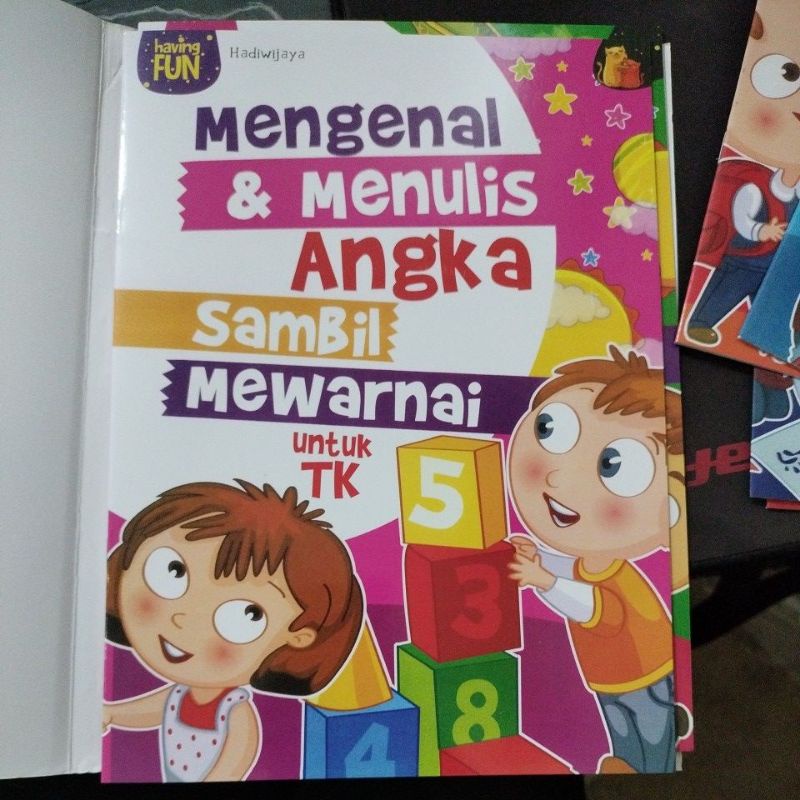 having
FUN
Hadiwijaya
Mengenal
& Menulis
Angka
Sambil
Mewarnai
untuk
TK
5
3
8
4